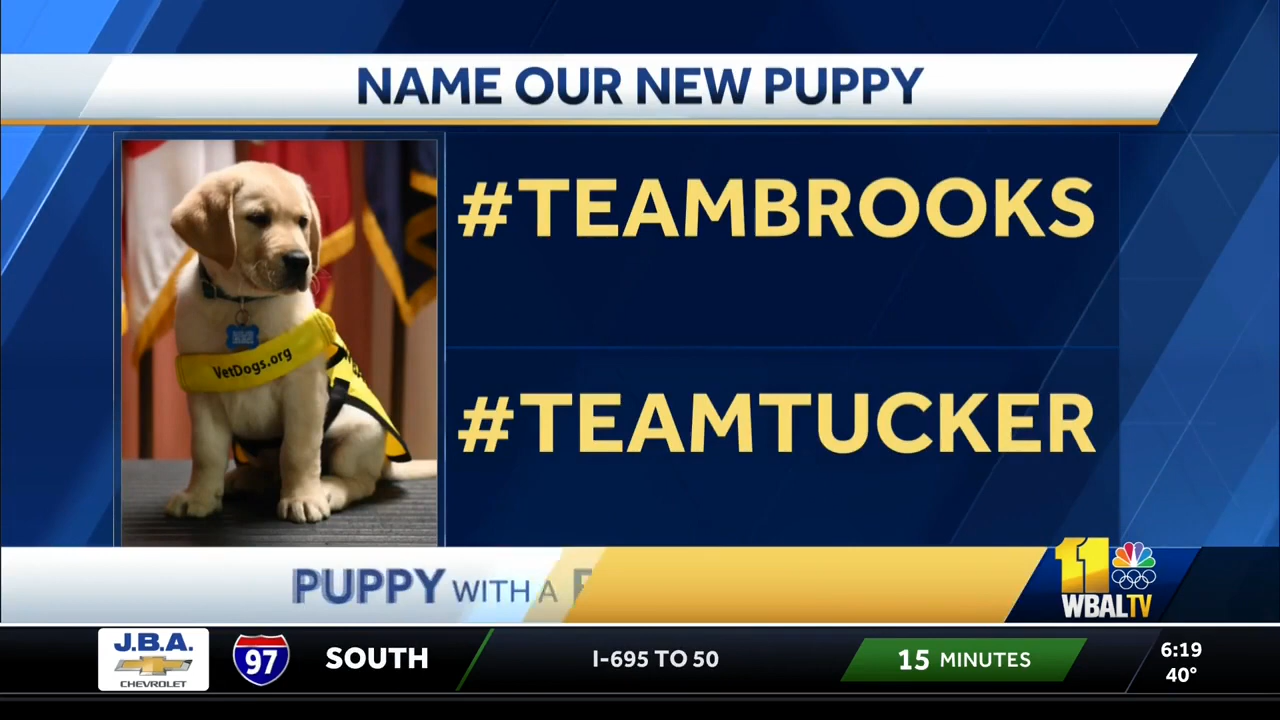 NAME OUR NEW PUPPY
#TEAMBROOKS
VetDogs.org
#TEAMTUCKER
PUPPY WITH A
11
WBALTV
J.B.A.
CHEVROLET
97
SOUTH
I-695 TO 50
15 MINUTES
6:19
40°